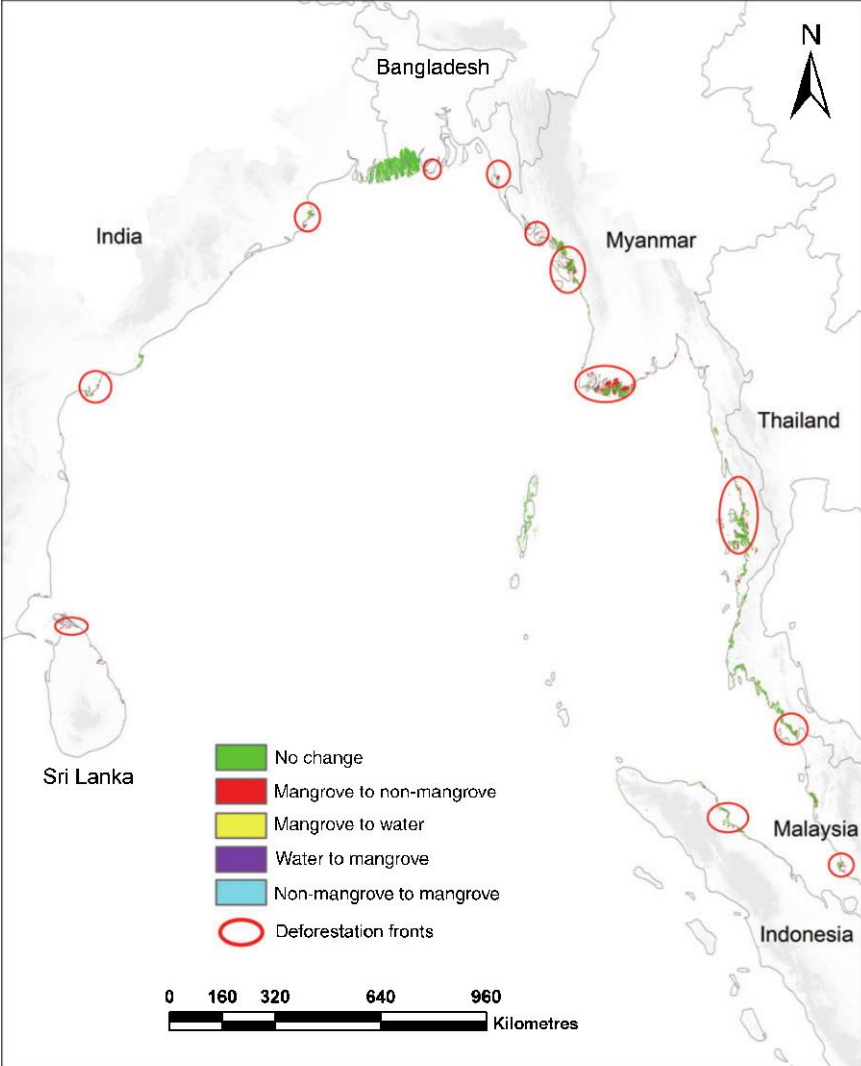 N
Bangladesh
India
Myanmar
Thailand
Sri Lanka
No change
Mangrove to non-mangrove
Mangrove to water
Malaysia
Water to mangrove
Non-mangrove to mangrove
Deforestation fronts
Indonesia
0 160 320 640 960
Kilometres